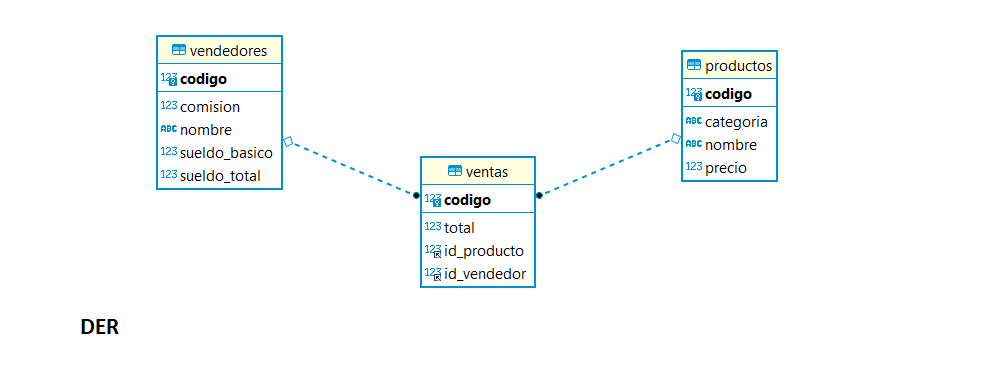 vendedores
123 codigo
123 comision
ABC nombre
123 sueldo_basico
123 sueldo_total
productos
123 codigo
ABC categoria
ABC nombre
123 precio
ventas
123 codigo
123 total
123 id_producto
123 id_vendedor
DER